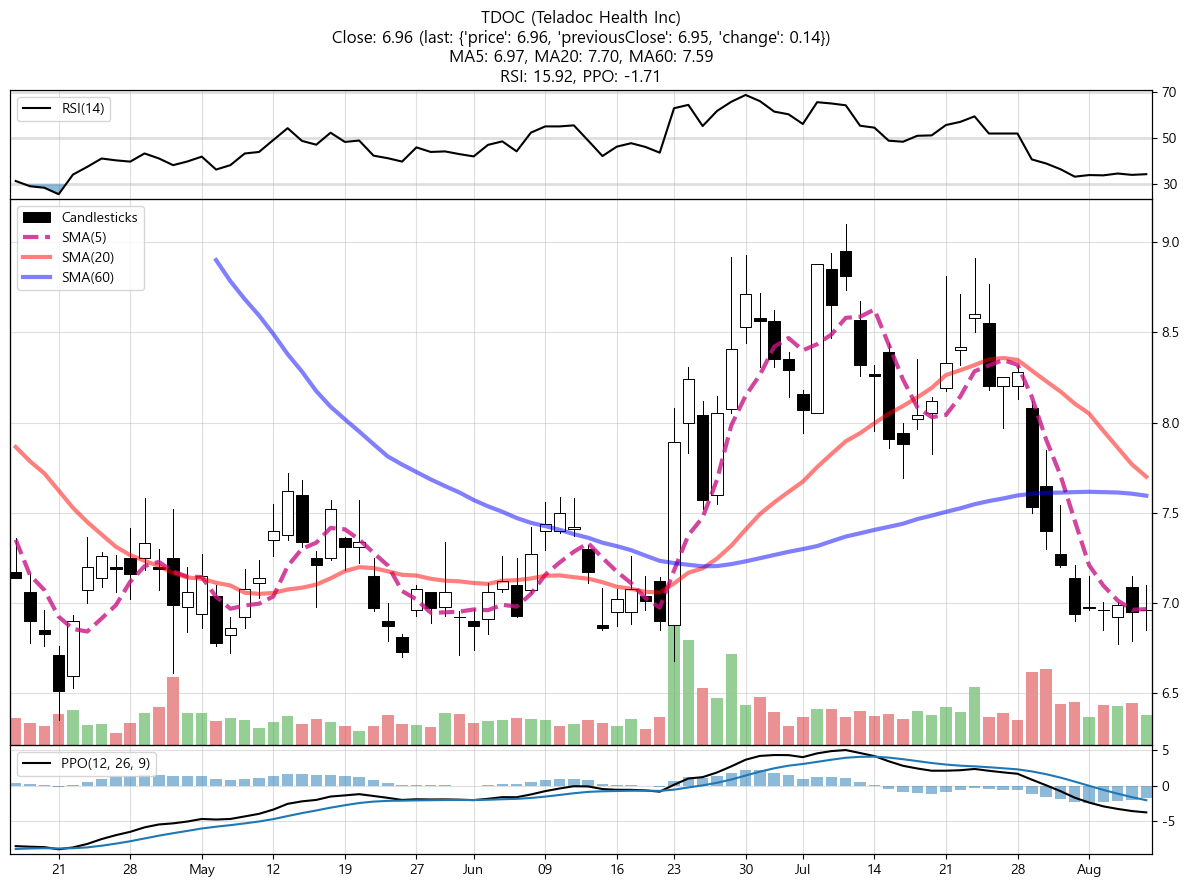 TDOC (Teladoc Health Inc)
Close: 6.96 (last: {'price': 6.96, 'previousClose': 6.95, 'change': 0.14})
MA5: 6.97, MA20: 7.70, MA60: 7.59
RSI: 15.92, PPO: -1.71
RSI(14)
70
50
30
Candlesticks
SMA(5)
SMA(20)
SMA(60)
9.0
8.5
8.0
7.5
7.0
6.5
PPO(12, 26, 9)
5
0
-5
21 28 May 12 19 27 Jun 09 16 23 30 Jul 14 21 28 Aug